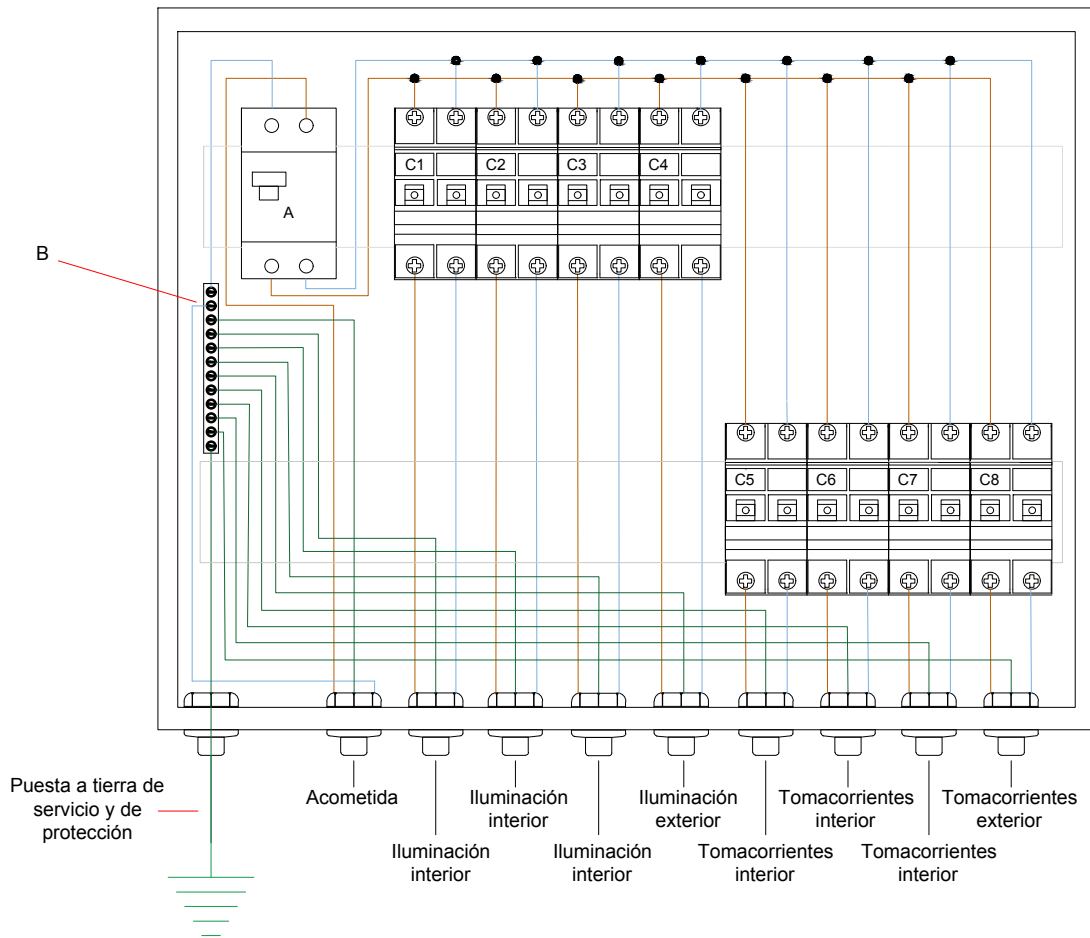 C1
C2
C3
C4
A
B
C5
C6
C7
C8
Puesta a tierra de
servicio y de
protección
Acometida
Iluminación
interior
Iluminación
interior
Iluminación
interior
Iluminación
exterior
Tomacorrientes
interior
Tomacorrientes
interior
Tomacorrientes
interior
Tomacorrientes
exterior